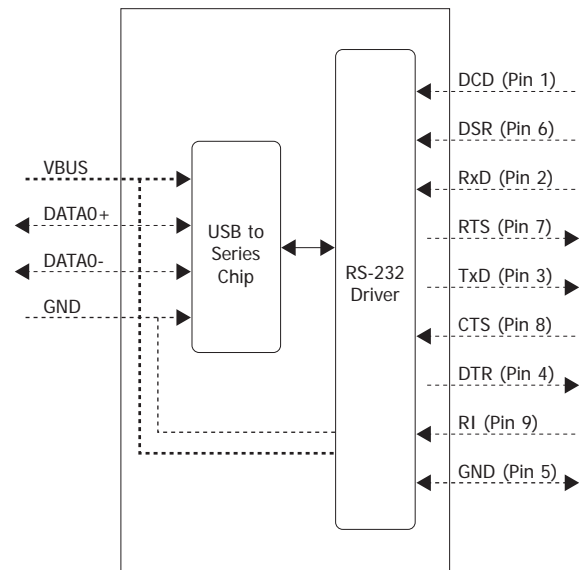 VBUS
DATA0+
DATA0-
GND
USB to
Series
Chip
RS-232
Driver
DCD (Pin 1)
DSR (Pin 6)
RxD (Pin 2)
RTS (Pin 7)
TxD (Pin 3)
CTS (Pin 8)
DTR (Pin 4)
RI (Pin 9)
GND (Pin 5)